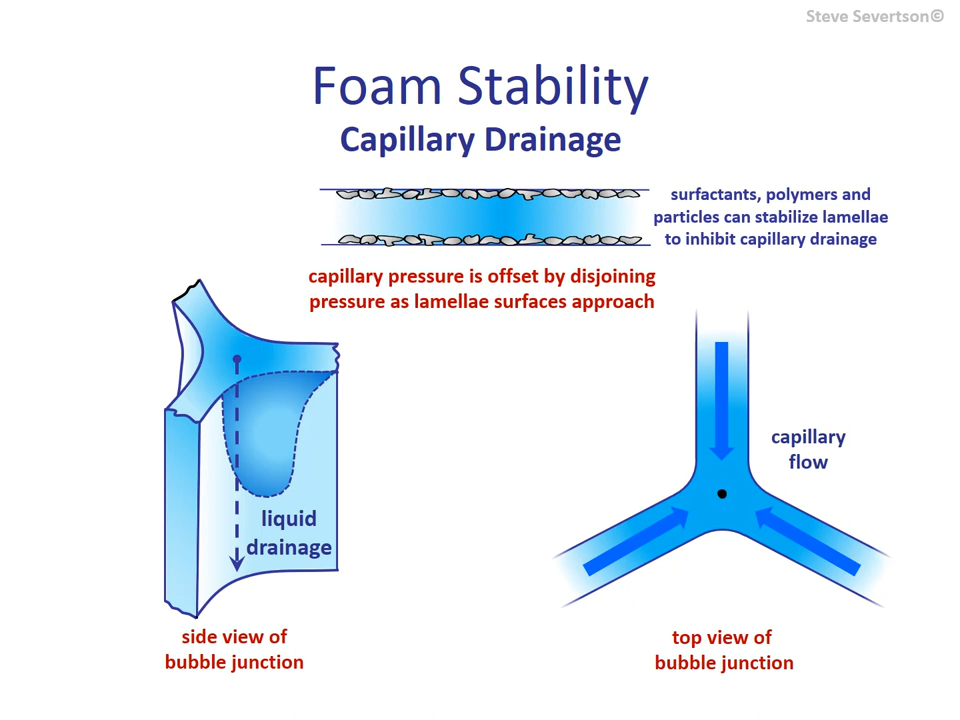 Steve Severtson©
Foam Stability
Capillary Drainage
surfactants, polymers and
particles can stabilize lamellae
to inhibit capillary drainage
capillary pressure is offset by disjoining
pressure as lamellae surfaces approach
capillary
flow
liquid
drainage
side view of
bubble junction
top view of
bubble junction